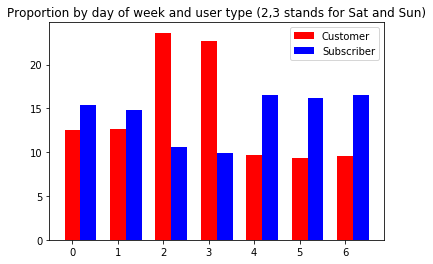 Proportion by day of week and user type (2,3 stands for Sat and Sun)
Customer
Subscriber
20
15
10
5
0
0 1 2 3 4 5 6